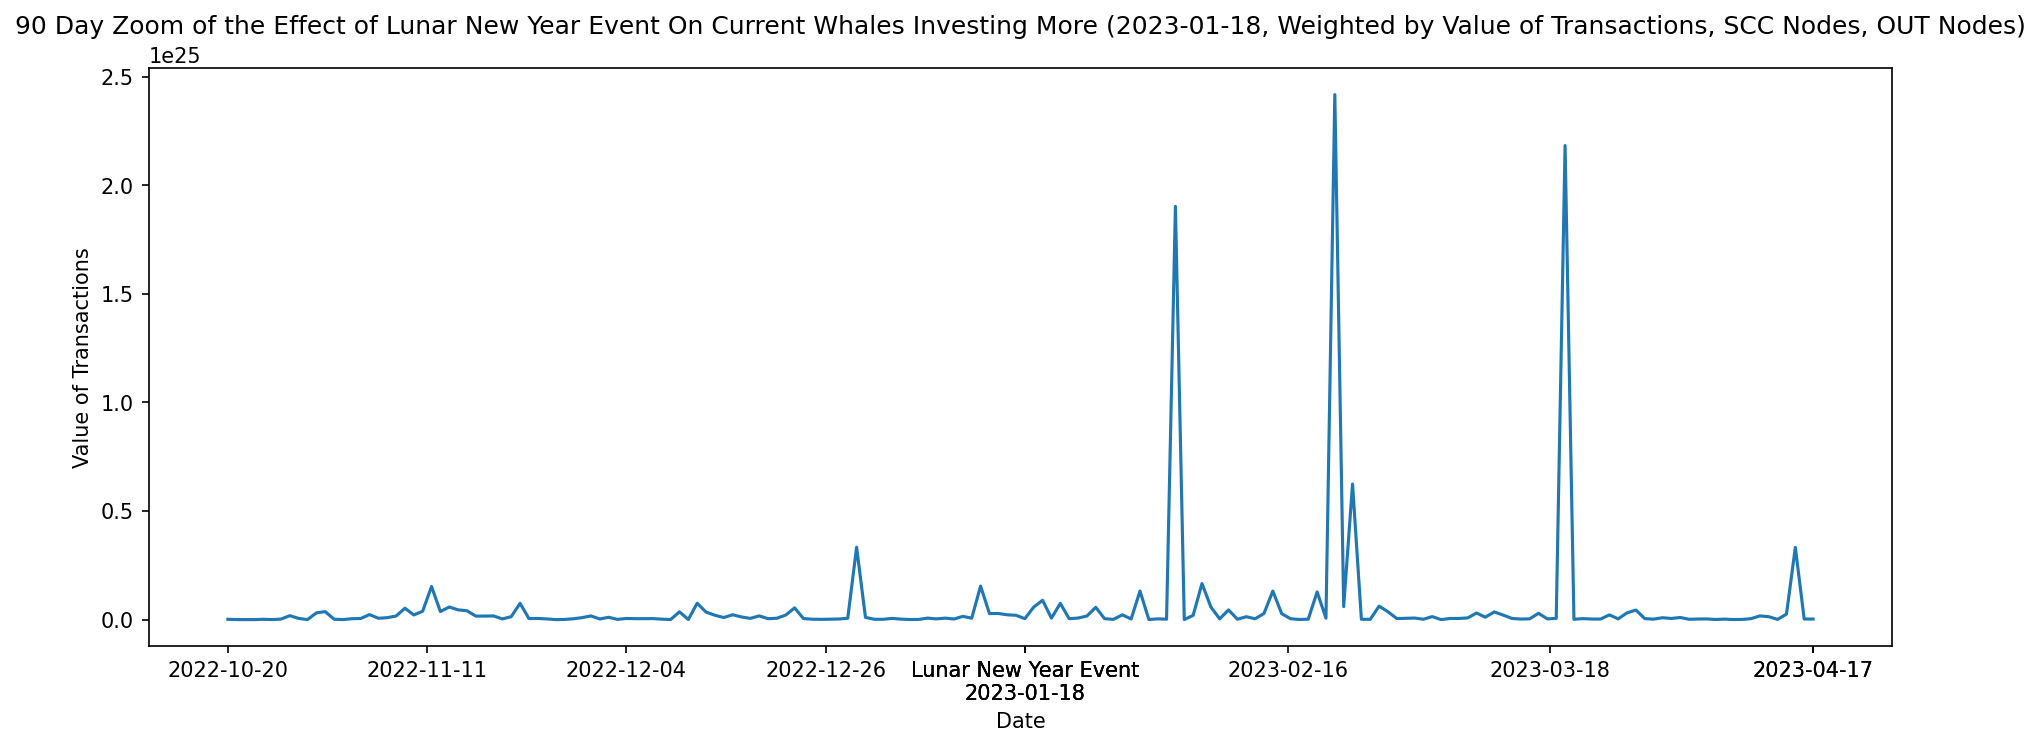 90 Day Zoom of the Effect of Lunar New Year Event On Current Whales Investing More (2023-01-18, Weighted by Value of Transactions, SCC Nodes, OUT Nodes)
1e25
2.5
2.0
1.5
1.0
0.5
0.0
Value of Transactions
2022-10-20
2022-11-11
2022-12-04
2022-12-26
Lunar New Year Event
2023-01-18
2023-02-16
2023-03-18
2023-04-17
Date